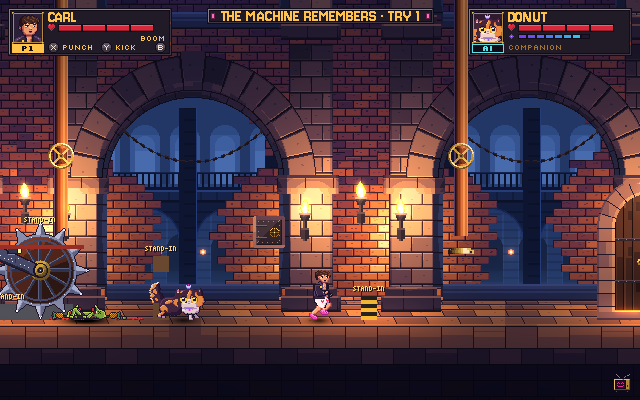 CARL
BOOM
P1
X PUNCH Y KICK B
THE MACHINE REMEMBERS · TRY 1
DONUT
AI
COMPANION
STAND-IN
STAND-IN
STAND-IN
AND-IN